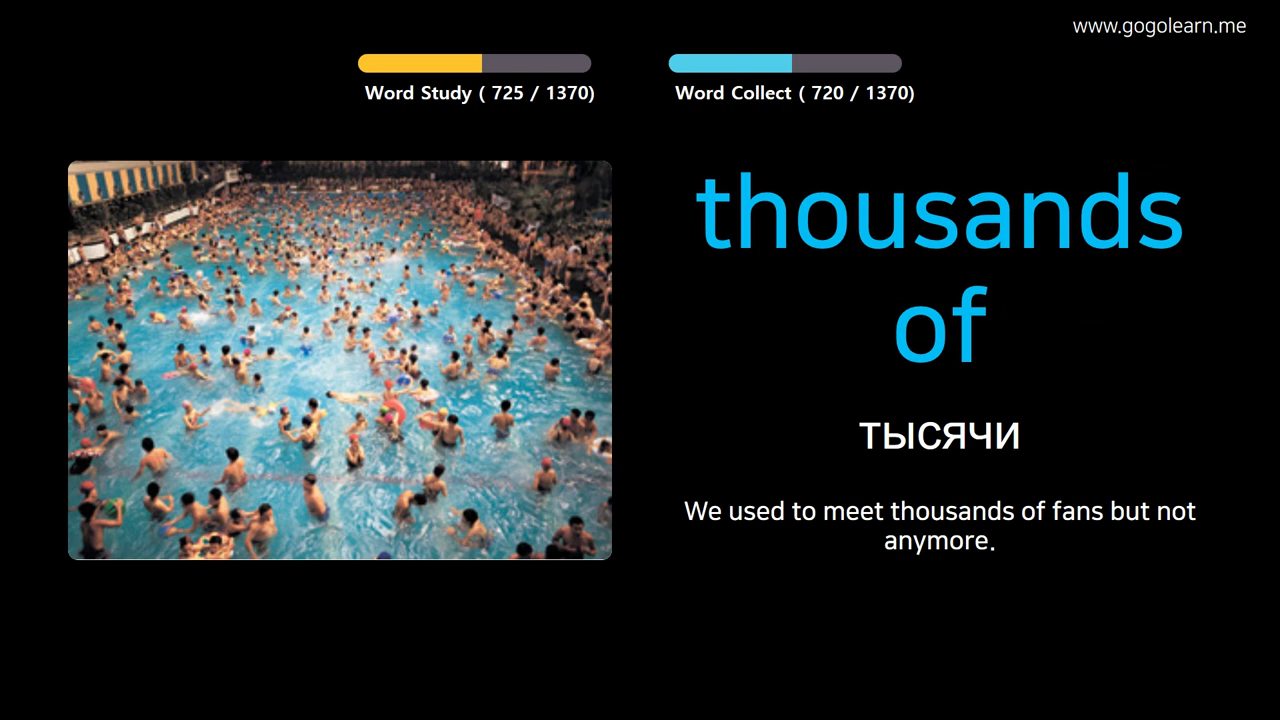 www.gogolearn.me
Word Study ( 725 / 1370)
Word Collect ( 720 / 1370)
thousands
of
тысячи
We used to meet thousands of fans but not
anymore.